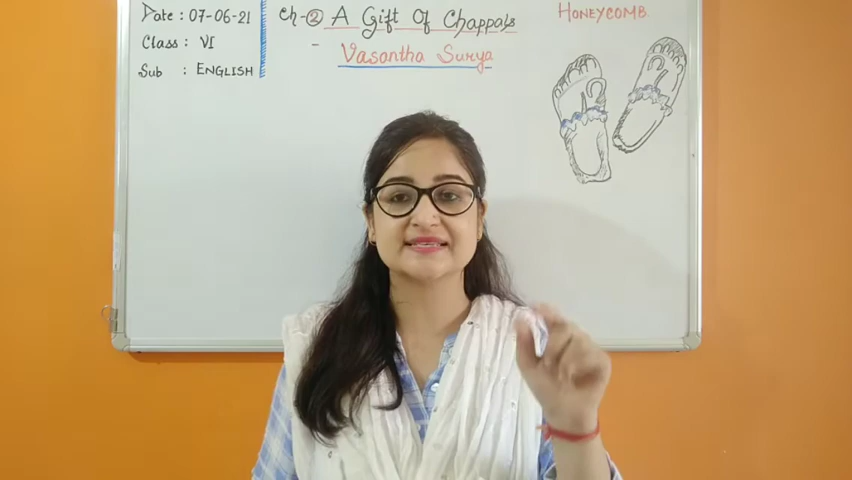 Date : 07-06-21
Class : VI
Sub : ENGLISH
Ch-② A Gift Of Chappals
- Vasantha Surya
HONEYCOMB.